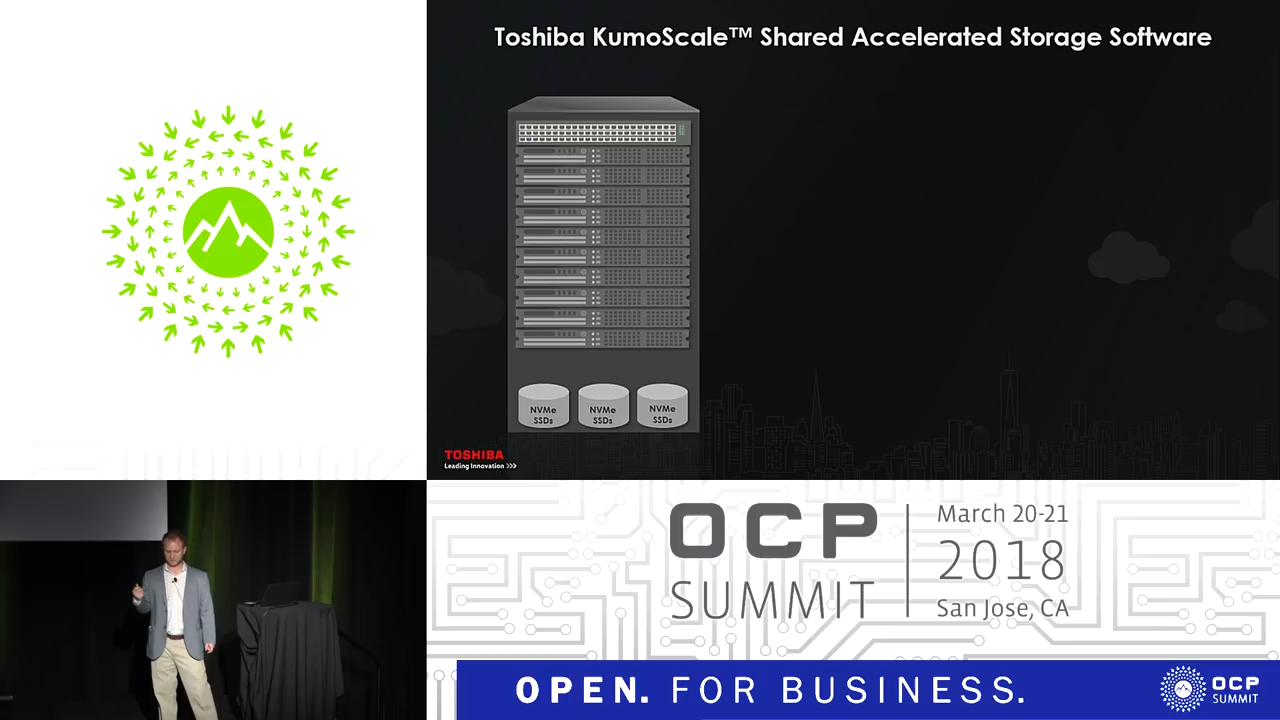 Toshiba KumoScale™ Shared Accelerated Storage Software
NVMe
SSDs
NVMe
SSDs
NVMe
SSDs
TOSHIBA
Leading Innovation >>>
OCP
SUMMIT
March 20-21
2018
San Jose, CA
OPEN. FOR BUSINESS.
OCP
SUMMIT